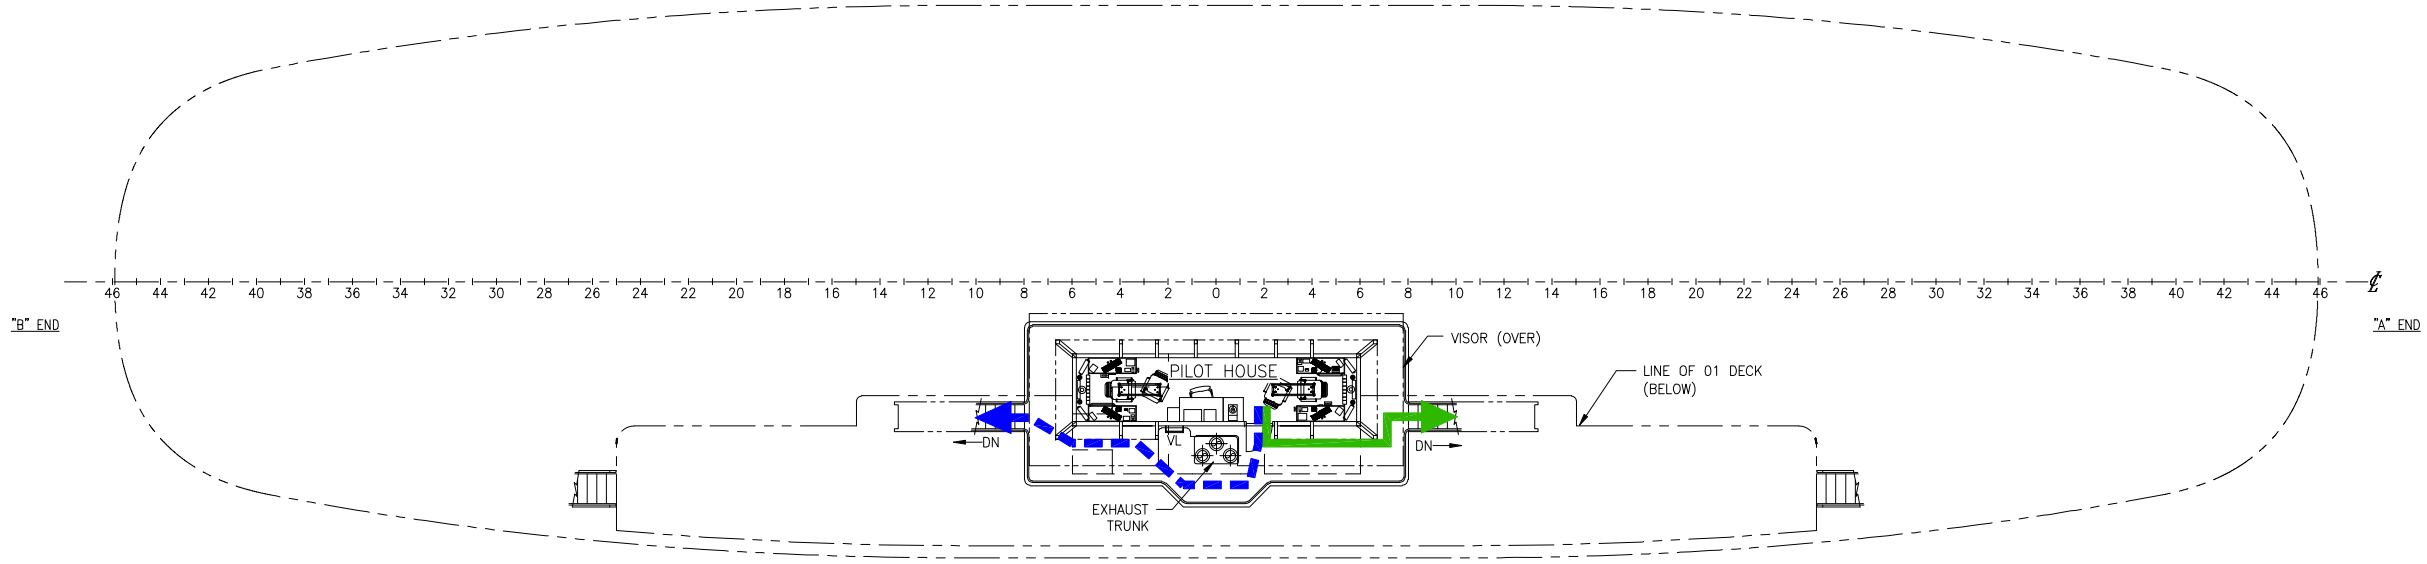 46 44 42 40 38 36 34 32 30 28 26 24 22 20 18 16 14 12 10 8 6 4 2 0 2 4 6 8 10 12 14 16 18 20 22 24 26 28 30 32 34 36 38 40 42 44 46 ℄
"B" END
"A" END
VISOR (OVER)
PILOT HOUSE
LINE OF 01 DECK
(BELOW)
DN
VL
DN
EXHAUST
TRUNK